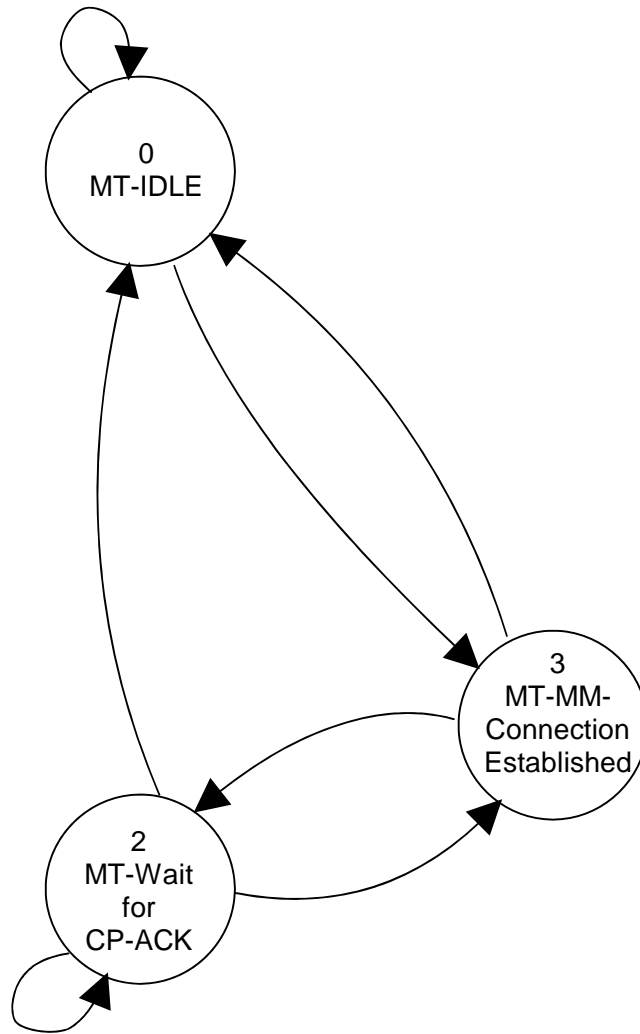 0
MT-IDLE
3
MT-MM-
Connection
Established
2
MT-Wait
for
CP-ACK